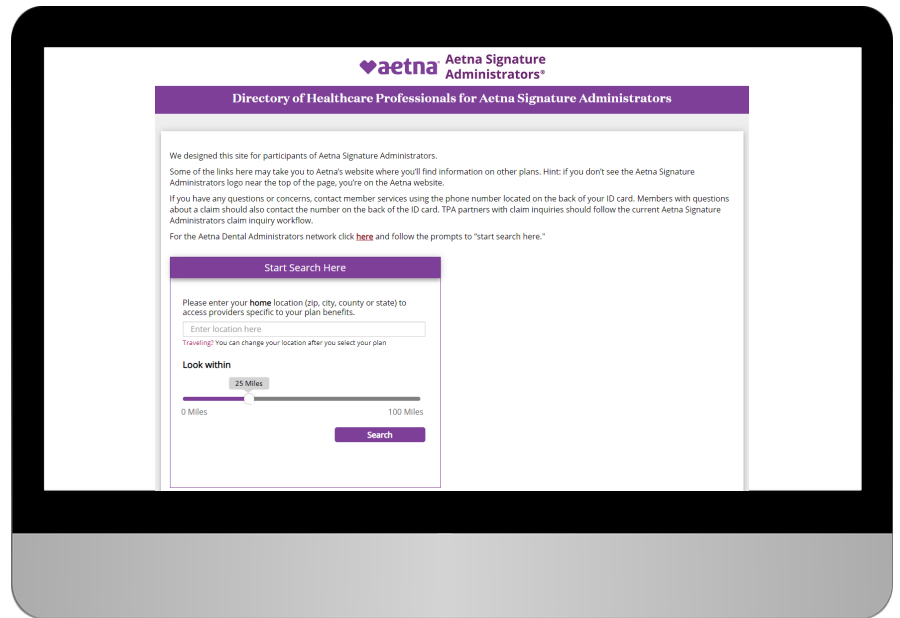 aetna® Aetna Signature
Administrators®
Directory of Healthcare Professionals for Aetna Signature Administrators
We designed this site for participants of Aetna Signature Administrators.
Some of the links here may take you to Aetna's website where you'll find information on other plans. Hint: if you don't see the Aetna Signature
Administrators logo near the top of the page, you're on the Aetna website.
If you have any questions or concerns, contact member services using the phone number located on the back of your ID card. Members with questions
about a claim should also contact the number on the back of the ID card. TPA partners with claim inquiries should follow the current Aetna Signature
Administrators claim inquiry workflow.
For the Aetna Dental Administrators network click here and follow the prompts to "start search here."
Start Search Here
Please enter your home location (zip, city, county or state) to
access providers specific to your plan benefits.
Enter location here
Traveling? You can change your location after you select your plan
Look within
25 Miles
0 Miles 100 Miles
Search